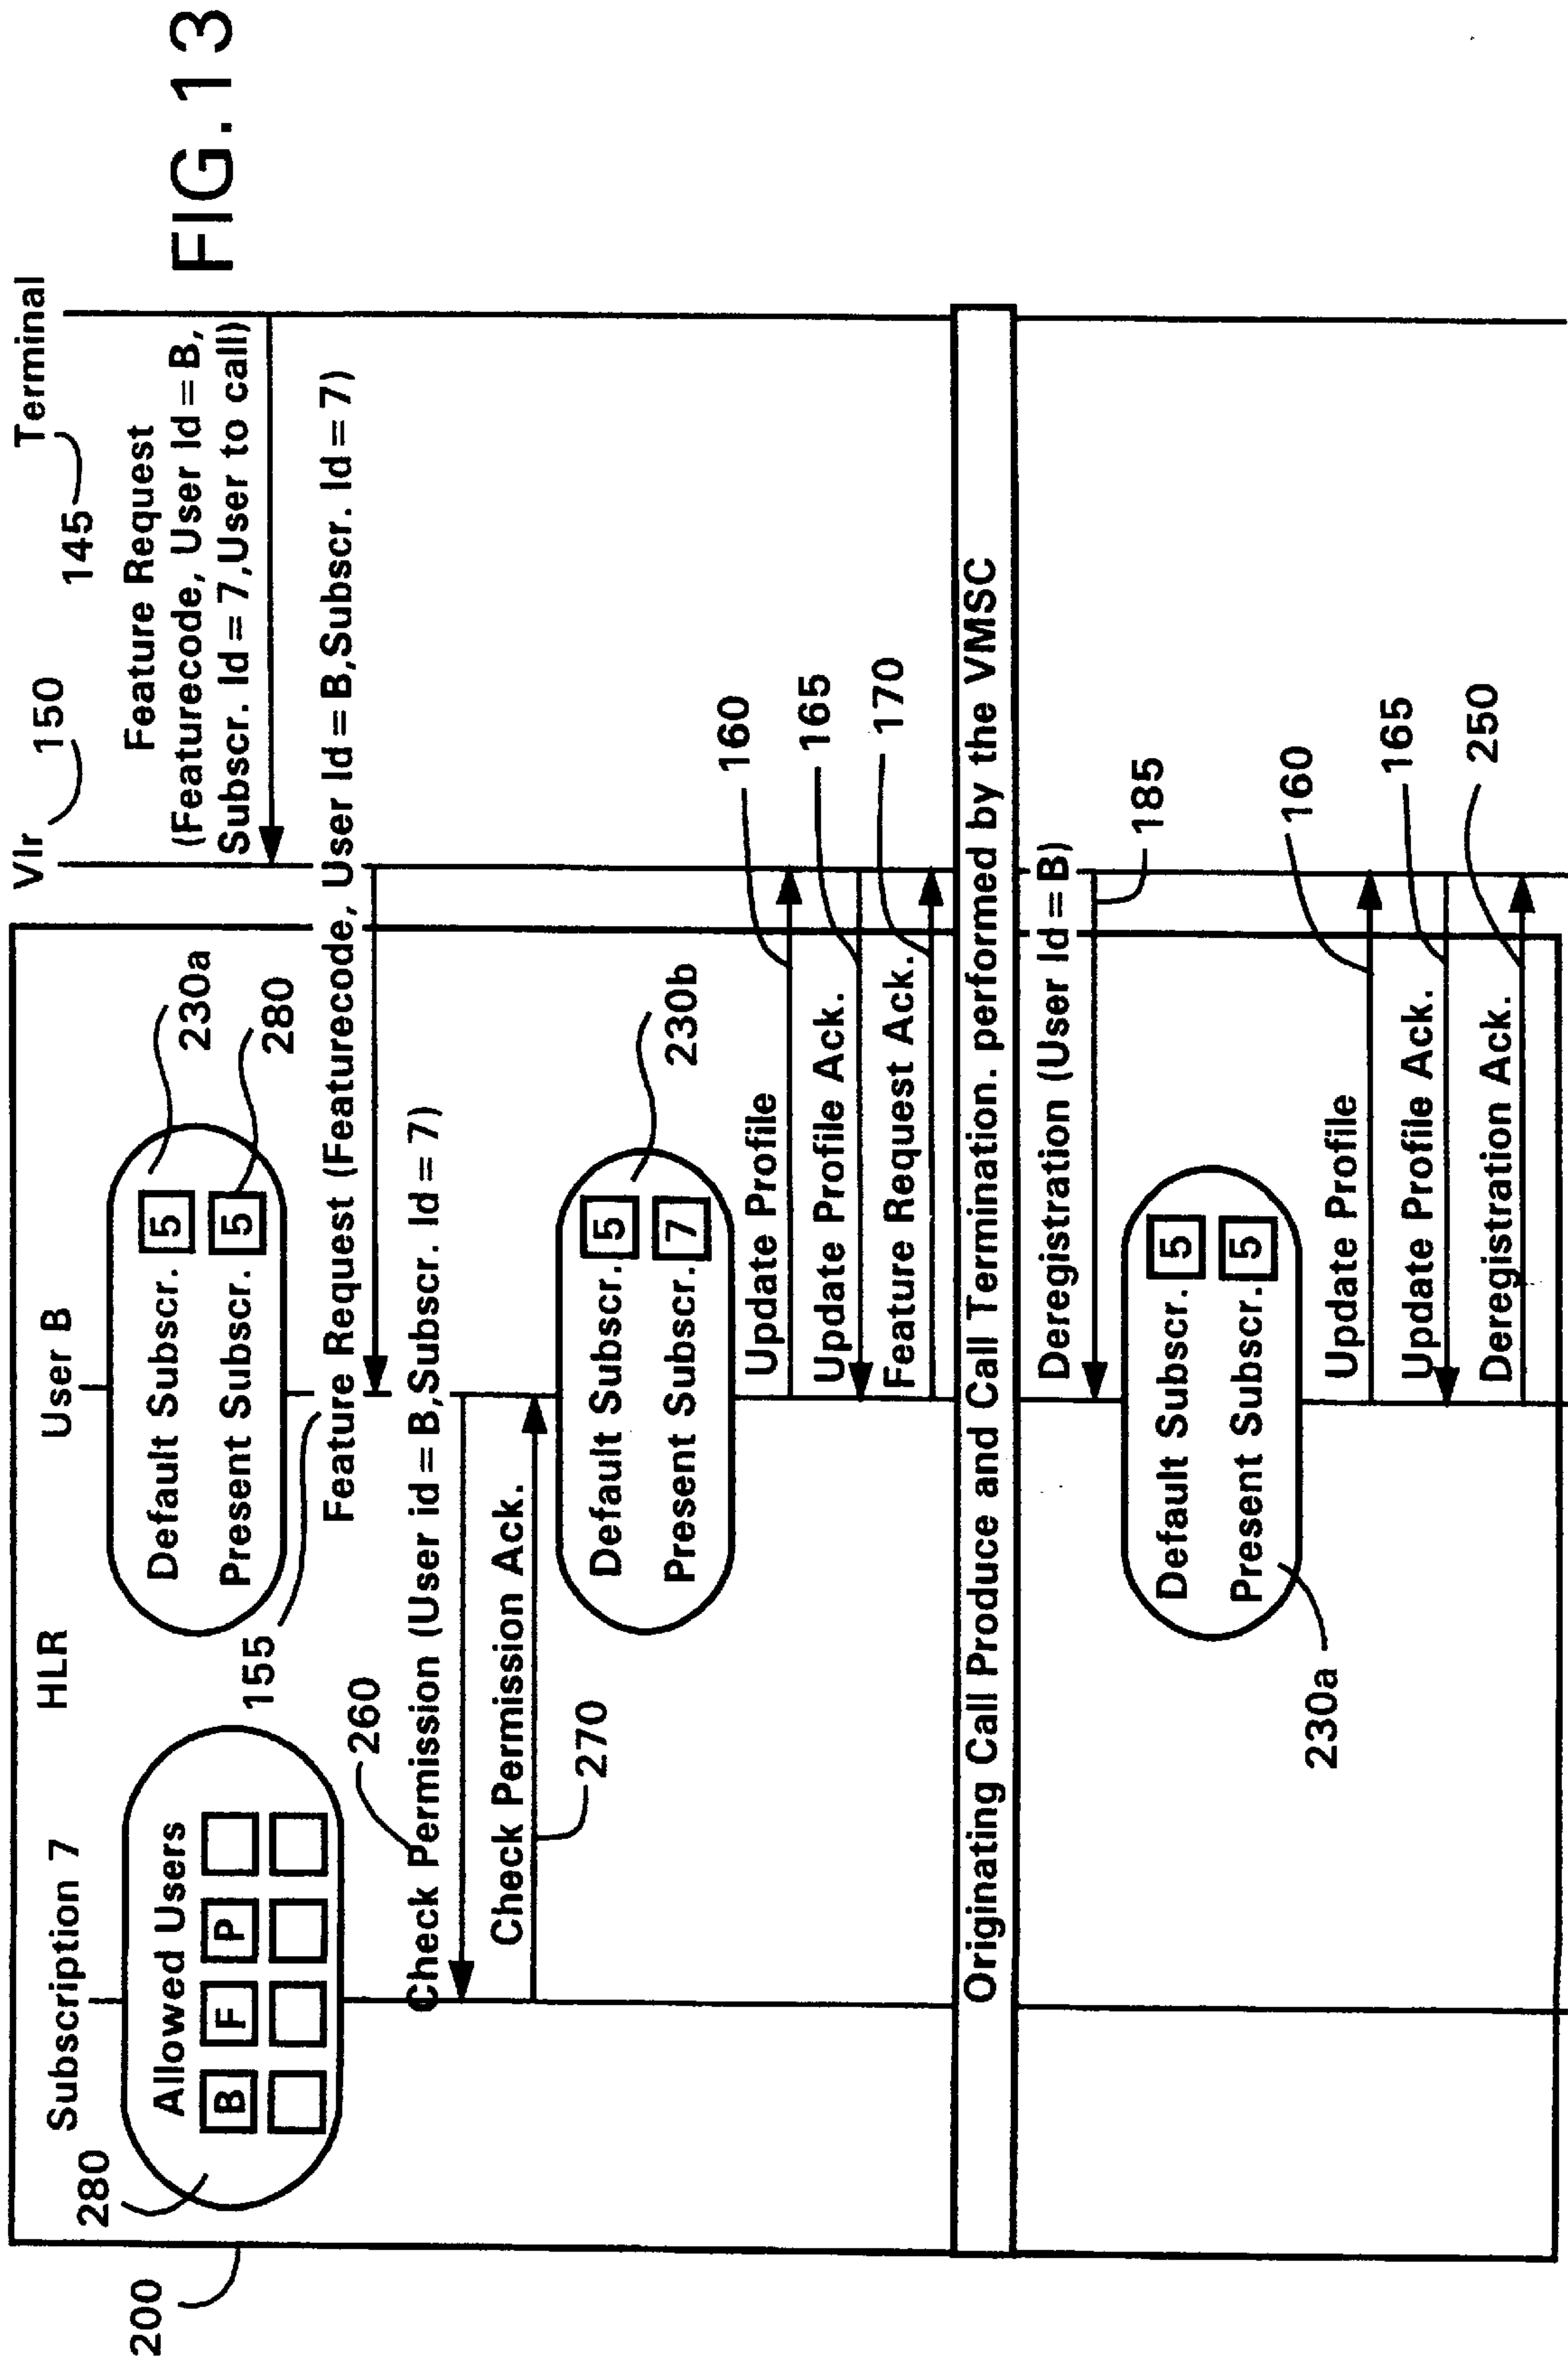 FIG.13
200
280
Subscription 7
HLR
User B
Vlr
150
Terminal
145
Allowed Users
B F P
Default Subscr. 5
Present Subscr. 5
230a
280
Feature Request
(Featurecode, User Id = B,
Subscr. Id = 7,User to call)
155
Feature Request (Featurecode, User Id = B,Subscr. Id = 7)
260
Check Permission (User id = B,Subscr. Id = 7)
Check Permission Ack.
270
Default Subscr. 5
Present Subscr. 7
230b
Update Profile
160
Update Profile Ack.
165
Feature Request Ack.
170
Originating Call Produce and Call Termination. performed by the VMSC
Deregistration (User Id = B)
185
Default Subscr. 5
Present Subscr. 5
230a
Update Profile
160
Update Profile Ack.
165
Deregistration Ack.
250